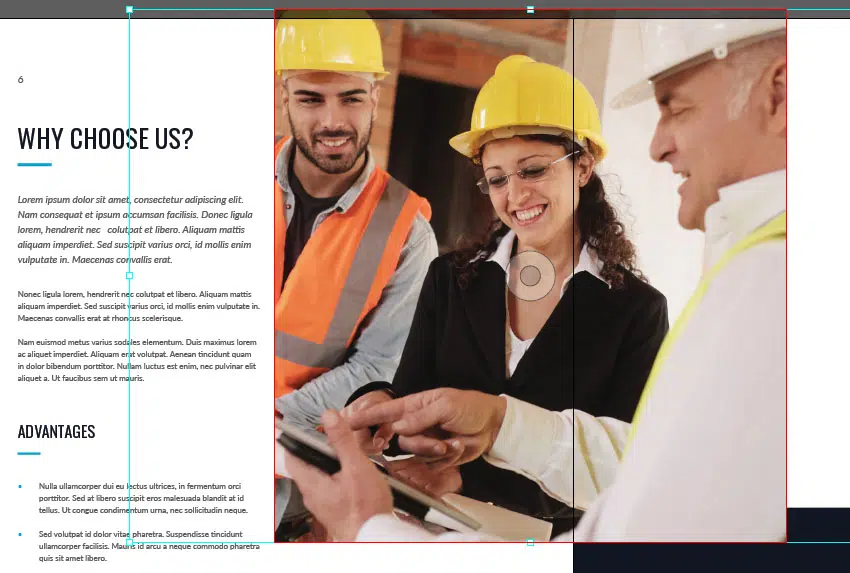 6
WHY CHOOSE US?
Lorem ipsum dolor sit amet, consectetur adipiscing elit.
Nam consequat et ipsum accumsan facilisis. Donec ligula
lorem, hendrerit nec colutpat et libero. Aliquam mattis
aliquam imperdiet. Sed suscipit varius orci, id mollis enim
vulputate in. Maecenas convallis erat.
Nonec ligula lorem, hendrerit nec colutpat et libero. Aliquam mattis
aliquam imperdiet. Sed suscipit varius orci, id mollis enim vulputate in.
Maecenas convallis erat at rhoncus scelerisque.
Nam euismod metus varius sodales elementum. Duis maximus lorem
ac aliquet imperdiet. Aliquam erat volutpat. Aenean tincidunt quam
in dolor bibendum porttitor. Nullam luctus est enim, nec pulvinar elit
aliquet a. Ut faucibus sem ut mauris.
ADVANTAGES
• Nulla ullamcorper dui eu lectus ultrices, in fermentum orci
porttitor. Sed at libero suscipit eros malesuada blandit at id
tellus. Ut congue condimentum urna, nec sollicitudin neque.
• Sed volutpat id dolor vitae pharetra. Suspendisse tincidunt
ullamcorper facilisis. Mauris id arcu a neque commodo pharetra
quis sit amet libero.